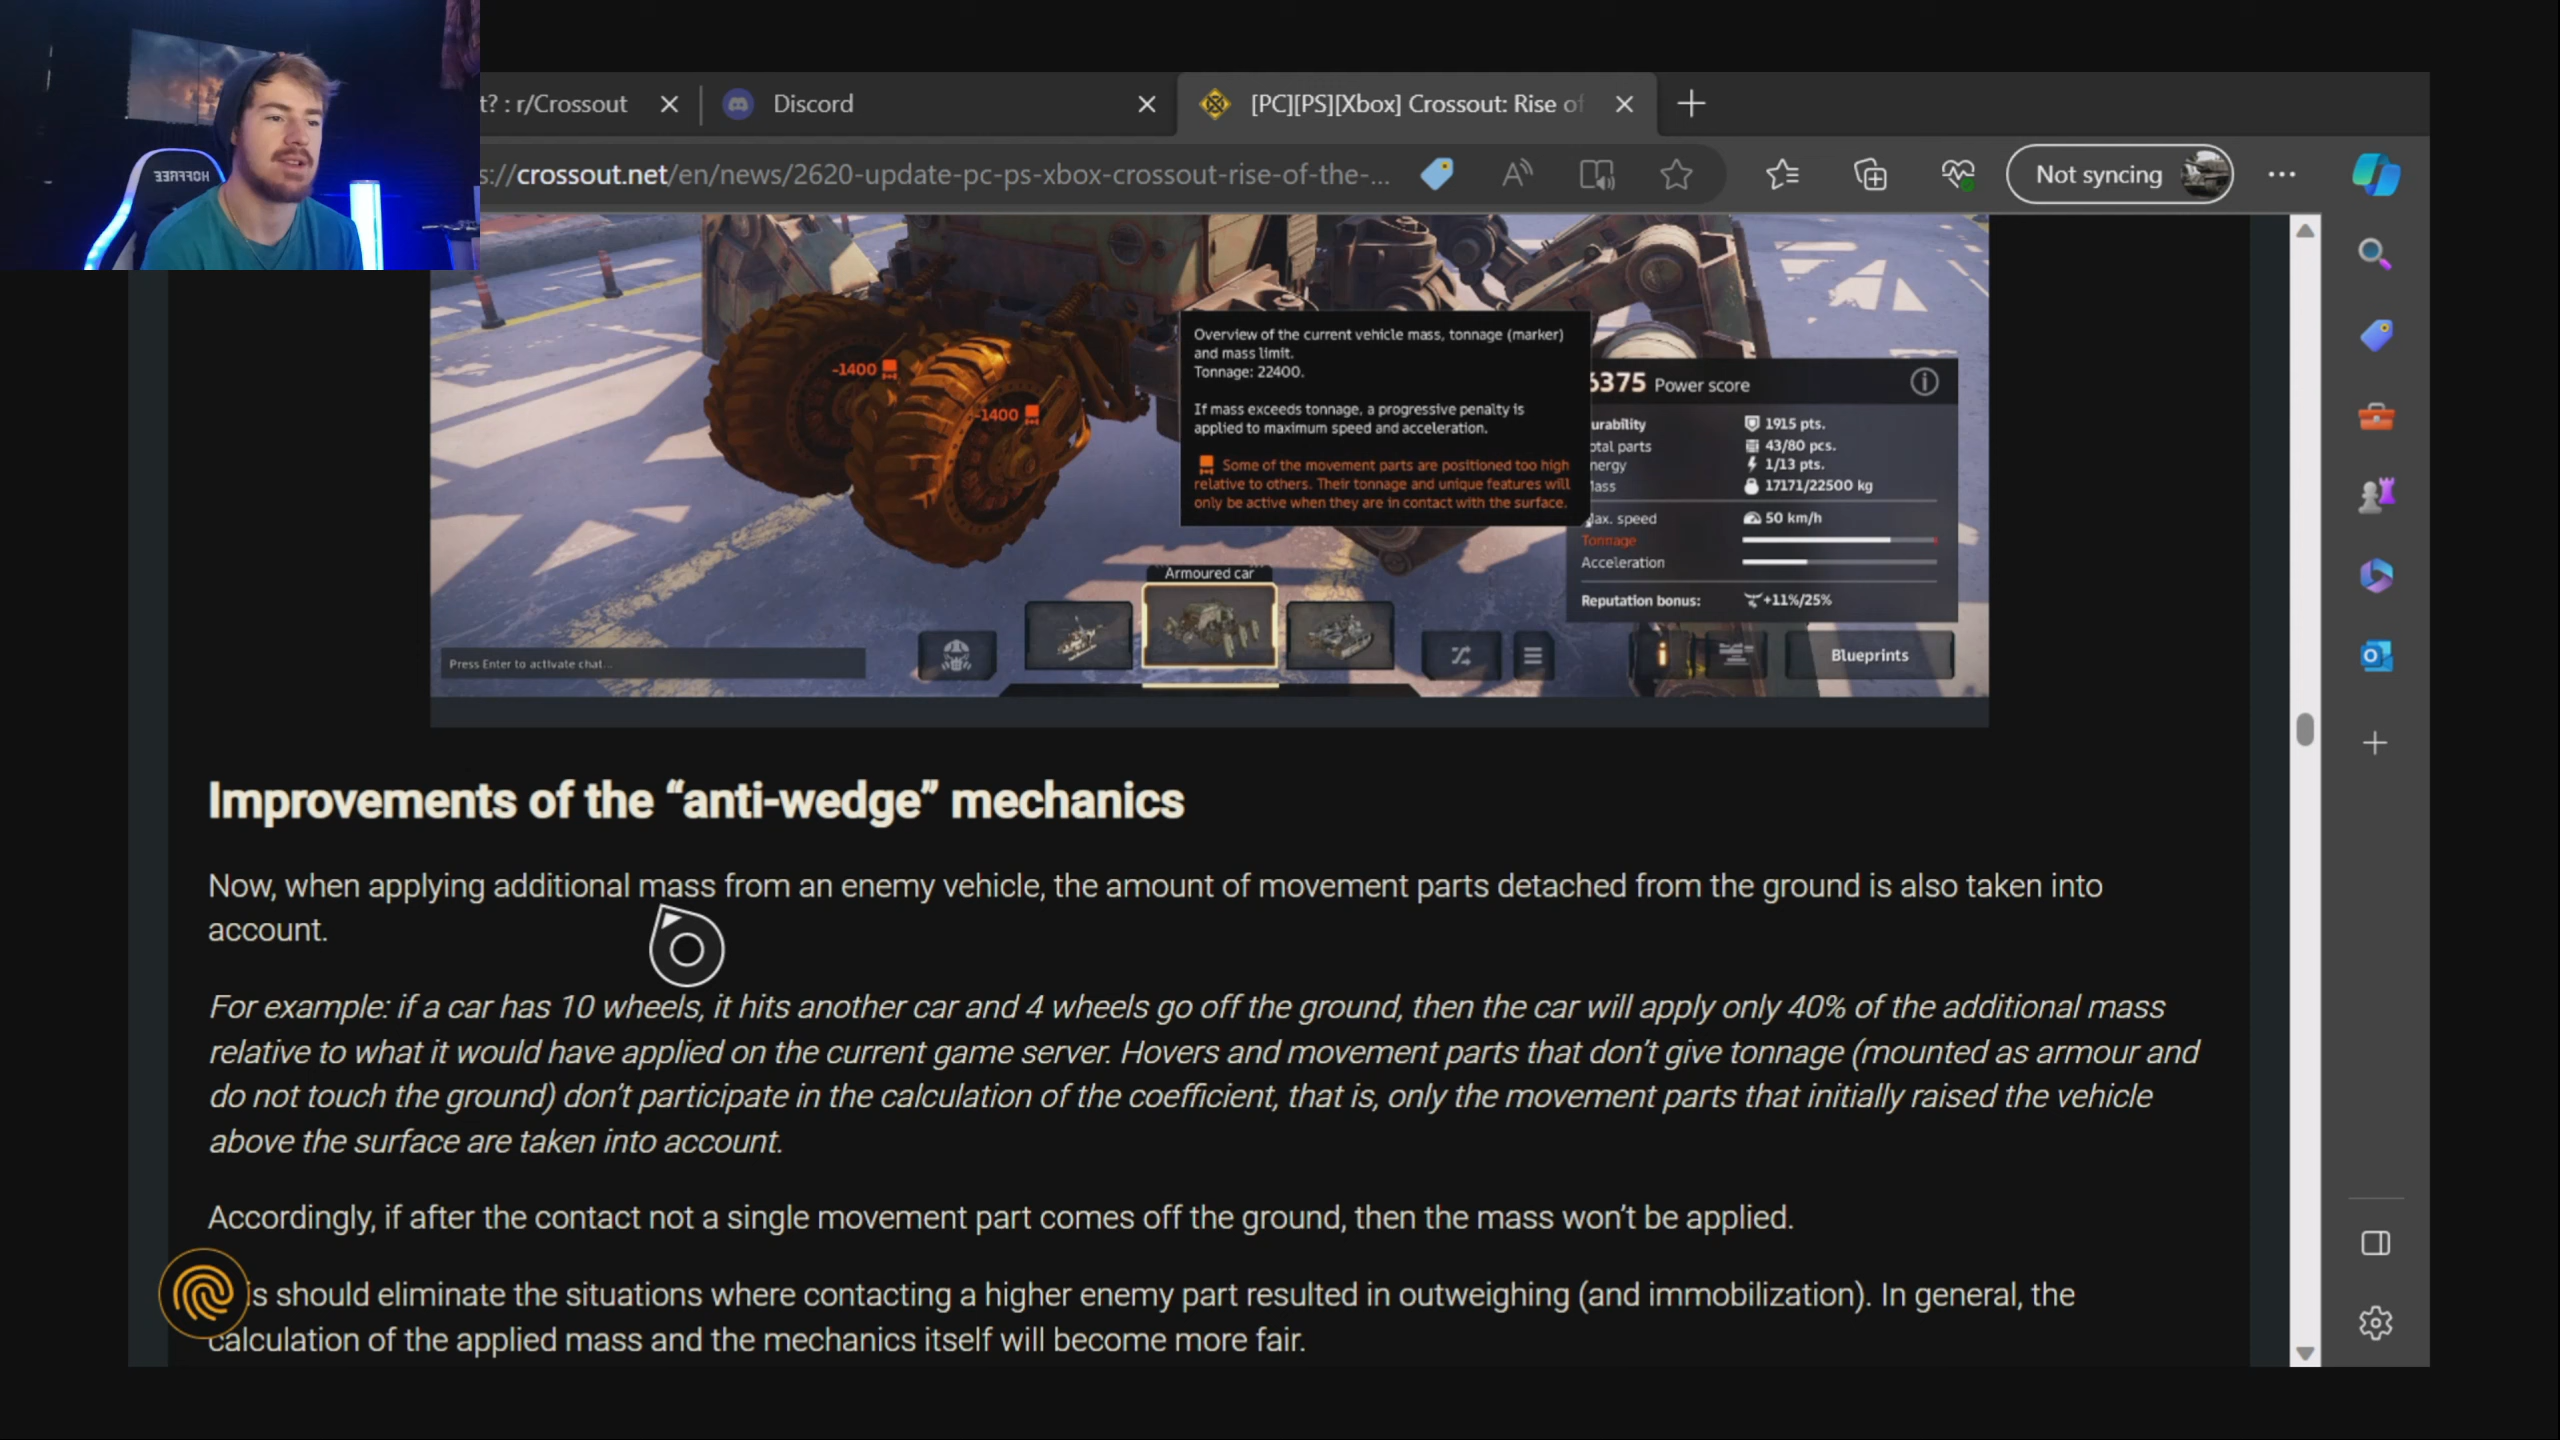 t? : r/Crossout
Discord
[PC][PS][Xbox] Crossout: Rise of
s://crossout.net/en/news/2620-update-pc-ps-xbox-crossout-rise-of-the-...
Not syncing
HOFFREE
-1400
-1400
Overview of the current vehicle mass, tonnage (marker)
and mass limit.
Tonnage: 22400.
If mass exceeds tonnage, a progressive penalty is
applied to maximum speed and acceleration.
Some of the movement parts are positioned too high
relative to others. Their tonnage and unique features will
only be active when they are in contact with the surface.
6375 Power score
urability 1915 pts.
otal parts 43/80 pcs.
nergy 1/13 pts.
Mass 17171/22500 kg
Max. speed 50 km/h
Tonnage
Acceleration
Reputation bonus: +11%/25%
Armoured car
Press Enter to activate chat...
Blueprints
Improvements of the “anti-wedge” mechanics
Now, when applying additional mass from an enemy vehicle, the amount of movement parts detached from the ground is also taken into
account.
For example: if a car has 10 wheels, it hits another car and 4 wheels go off the ground, then the car will apply only 40% of the additional mass
relative to what it would have applied on the current game server. Hovers and movement parts that don’t give tonnage (mounted as armour and
do not touch the ground) don’t participate in the calculation of the coefficient, that is, only the movement parts that initially raised the vehicle
above the surface are taken into account.
Accordingly, if after the contact not a single movement part comes off the ground, then the mass won’t be applied.
is should eliminate the situations where contacting a higher enemy part resulted in outweighing (and immobilization). In general, the
calculation of the applied mass and the mechanics itself will become more fair.